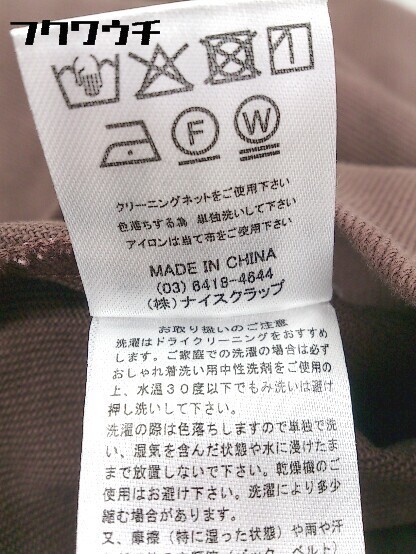 フクワウチ
F
W
クリーニングネットをご使用下さい
色落ちする為 単独洗いして下さい
アイロンは当て布をご使用下さい
MADE IN CHINA
(03) 6418-4644
(株) ナイスクラップ
お取り扱いのご注意
洗濯はドライクリーニングをおすすめ
します。ご家庭での洗濯の場合は必ず
おしゃれ着洗い用中性洗剤をご使用の
上、水温30度以下でもみ洗いは避け
押し洗いして下さい。
洗濯の際は色落ちしますので単独で洗
い、湿気を含んだ状態や水に浸けたま
まで放置しないで下さい。乾燥機のご
使用はお避け下さい。洗濯により多少
縮む場合があります。
又、摩擦(特に湿った状態)や雨や汗